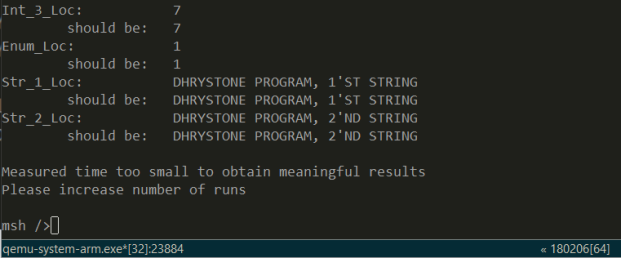 Int_3_Loc: 7
should be: 7
Enum_Loc: 1
should be: 1
Str_1_Loc: DHRYSTONE PROGRAM, 1'ST STRING
should be: DHRYSTONE PROGRAM, 1'ST STRING
Str_2_Loc: DHRYSTONE PROGRAM, 2'ND STRING
should be: DHRYSTONE PROGRAM, 2'ND STRING
Measured time too small to obtain meaningful results
Please increase number of runs
msh />
qemu-system-arm.exe*[32]:23884 « 180206[64]